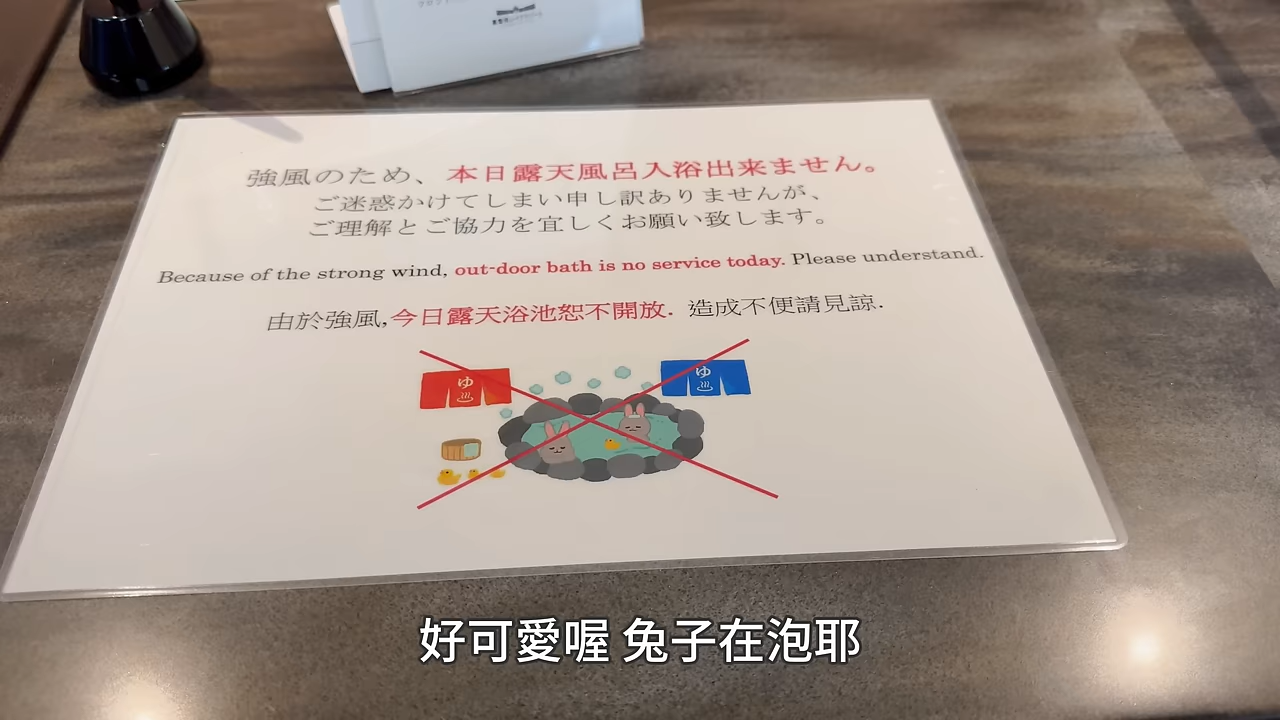 強風のため、本日露天風呂入浴出来ません。
ご迷惑かけてしまい申し訳ありませんが、
ご理解とご協力を宜しくお願い致します。
Because of the strong wind, out-door bath is no service today. Please understand.
由於強風,今日露天浴池恕不開放. 造成不便請見諒.
ゆ
ゆ
好可愛喔 兔子在泡耶